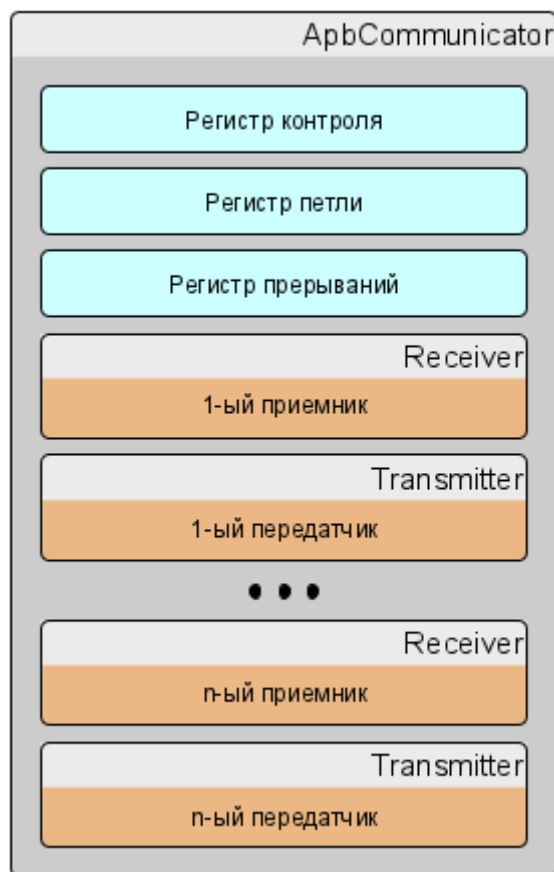 ApbCommunicator
Регистр контроля
Регистр петли
Регистр прерываний
Receiver
1-ый приемник
Transmitter
1-ый передатчик
• • •
Receiver
n-ый приемник
Transmitter
n-ый передатчик